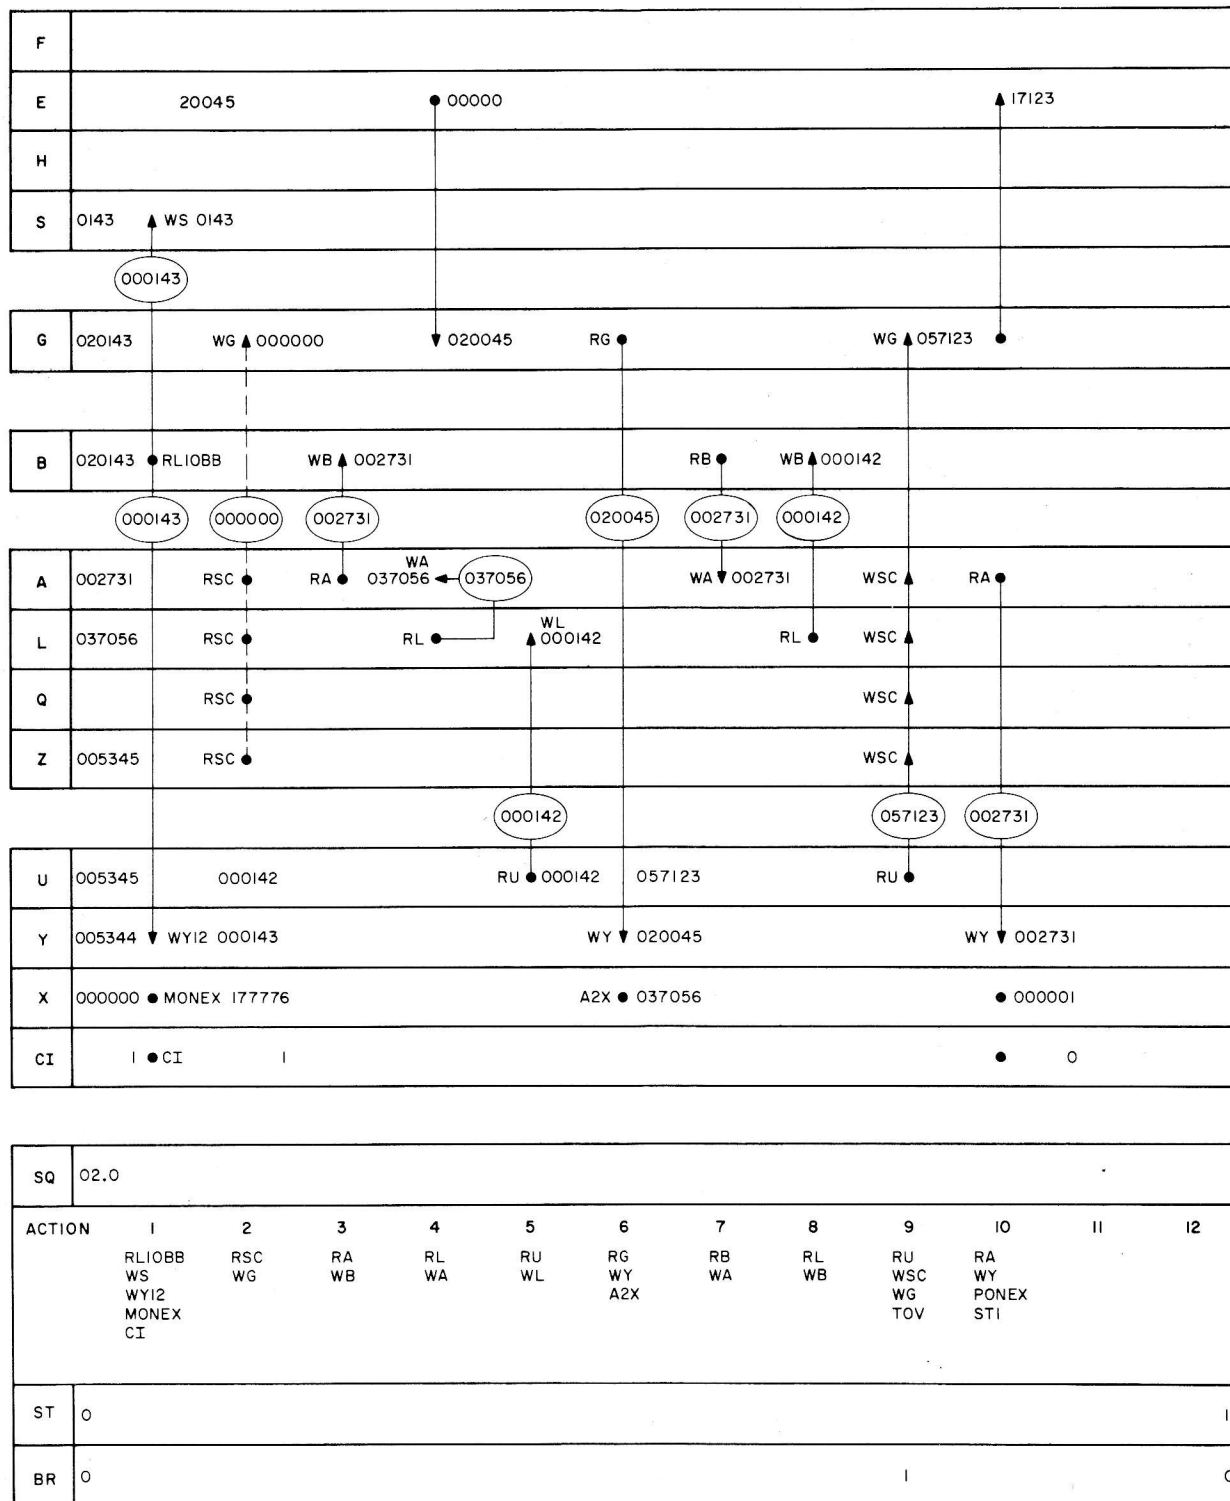 F
E 20045 00000 17123
H
S 0143 WS 0143
000143
G 020143 WG 000000 020045 RG WG 057123
B 020143 RL10BB WB 002731 RB WB 000142
000143 000000 002731 020045 002731 000142
WA
A 002731 RSC RA 037056 037056 WA 002731 WSC RA
WL
L 037056 RSC RL 000142 RL WSC
Q RSC WSC
Z 005345 RSC WSC
000142 057123 002731
U 005345 000142 RU 000142 057123 RU
Y 005344 WY12 000143 WY 020045 WY 002731
X 000000 MONEX 177776 A2X 037056 000001
CI 1 CI 1 0
SQ 02.0
ACTION 1 2 3 4 5 6 7 8 9 10 11 12
RL10BB RSC RA RL RU RG RB RL RU RA
WS WG WB WA WL WY WA WB WSC WY
WY12 A2X WG PONEX
MONEX TOV ST1
CI
ST 0 1
BR 0 1 0